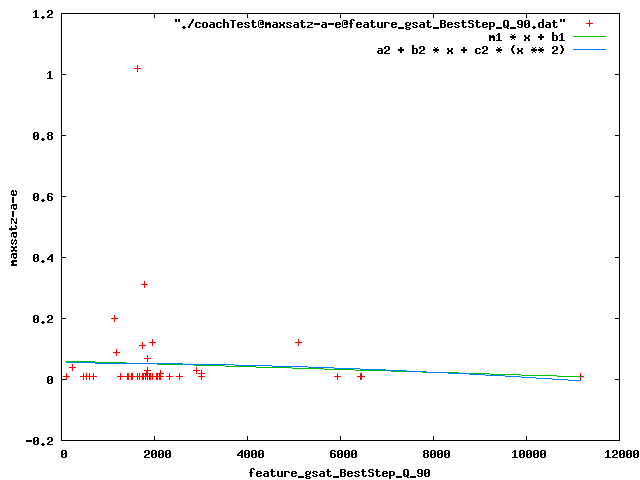 "./coachTest@maxsatz-a-e@feature_gsat_BestStep_Q_90.dat"
m1 * x + b1
a2 + b2 * x + c2 * (x ** 2)
1.2
1
0.8
0.6
0.4
0.2
0
-0.2
maxsatz-a-e
0 2000 4000 6000 8000 10000 12000
feature_gsat_BestStep_Q_90